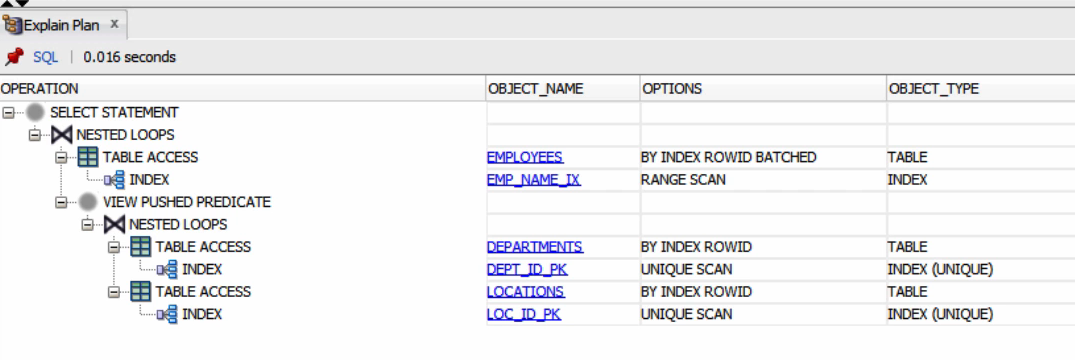 Explain Plan x
SQL | 0.016 seconds
OPERATION OBJECT_NAME OPTIONS OBJECT_TYPE
SELECT STATEMENT
NESTED LOOPS
TABLE ACCESS EMPLOYEES BY INDEX ROWID BATCHED TABLE
INDEX EMP_NAME_IX RANGE SCAN INDEX
VIEW PUSHED PREDICATE
NESTED LOOPS
TABLE ACCESS DEPARTMENTS BY INDEX ROWID TABLE
INDEX DEPT_ID_PK UNIQUE SCAN INDEX (UNIQUE)
TABLE ACCESS LOCATIONS BY INDEX ROWID TABLE
INDEX LOC_ID_PK UNIQUE SCAN INDEX (UNIQUE)